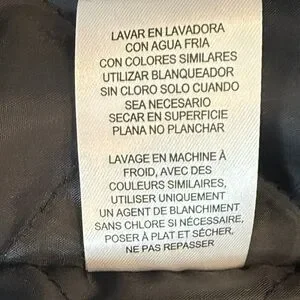 LAVAR EN LAVADORA
CON AGUA FRIA
CON COLORES SIMILARES
UTILIZAR BLANQUEADOR
SIN CLORO SOLO CUANDO
SEA NECESARIO
SECAR EN SUPERFICIE
PLANA NO PLANCHAR
LAVAGE EN MACHINE À
FROID, AVEC DES
COULEURS SIMILAIRES,
UTILISER UNIQUEMENT
UN AGENT DE BLANCHIMENT
SANS CHLORE SI NÉCESSAIRE,
POSER À PLAT ET SÉCHER,
NE PAS REPASSER